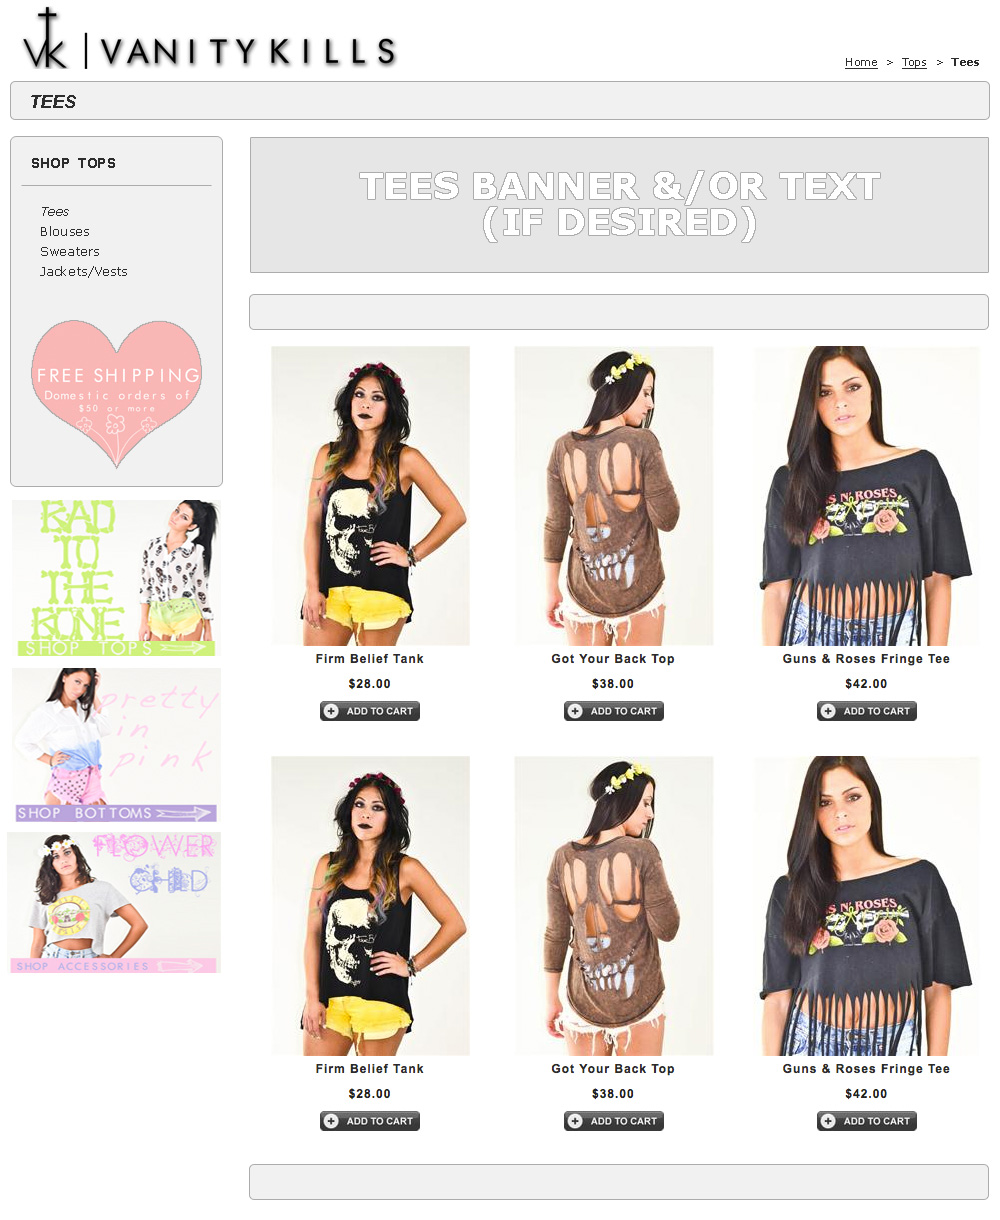 VK | VANITYKILLS
Home > Tops > Tees
TEES
SHOP TOPS
Tees
Blouses
Sweaters
Jackets/Vests
FREE SHIPPING
Domestic orders of
$50 or more
BAD
TO
THE
BONE
SHOP TOPS
pretty
in
pink
SHOP BOTTOMS
FLOWER
CHILD
SHOP ACCESSORIES
TEES BANNER &/OR TEXT
(IF DESIRED)
Firm Belief Tank
$28.00
ADD TO CART
Got Your Back Top
$38.00
ADD TO CART
S N' ROSES
Guns & Roses Fringe Tee
$42.00
ADD TO CART
Firm Belief Tank
$28.00
ADD TO CART
Got Your Back Top
$38.00
ADD TO CART
S N' ROSES
Guns & Roses Fringe Tee
$42.00
ADD TO CART